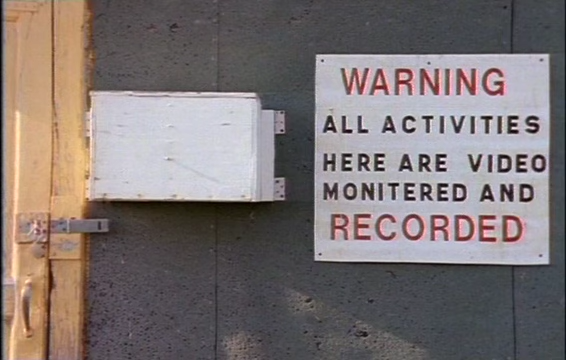 WARNING
ALL ACTIVITIES
HERE ARE VIDEO
MONITERED AND
RECORDED